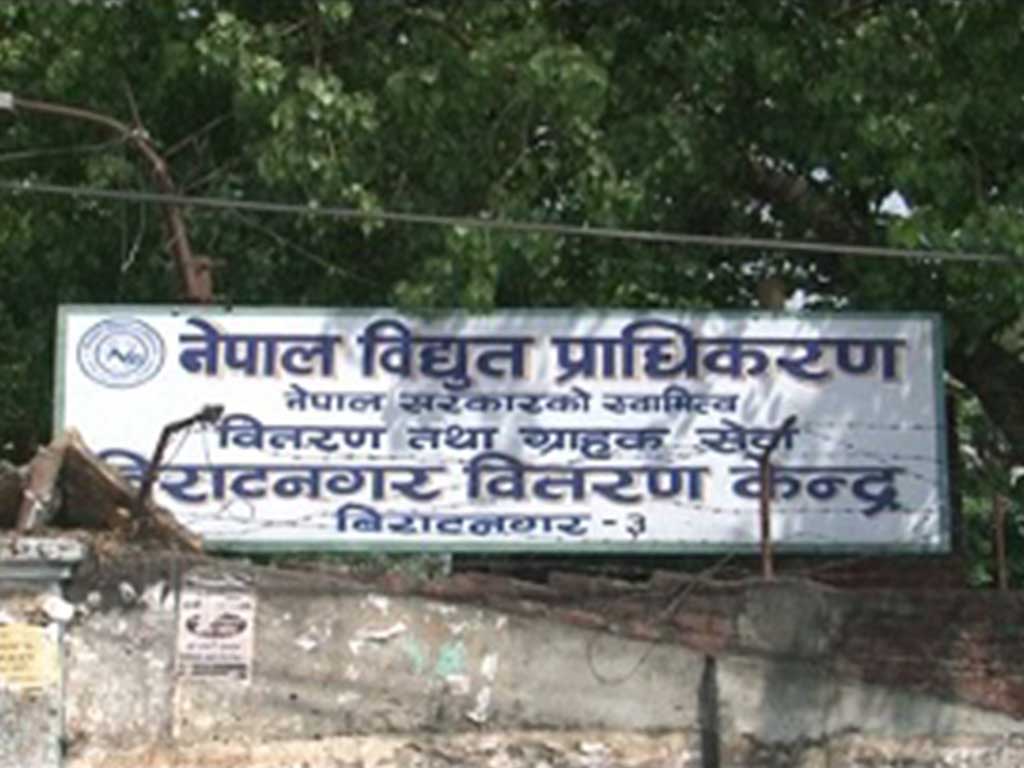 नेपाल विद्युत प्राधिकरण
नेपाल सरकारको स्वामित्व
वितरण तथा ग्राहक सेवा
विराटनगर वितरण केन्द्र
बिराटनगर - ३